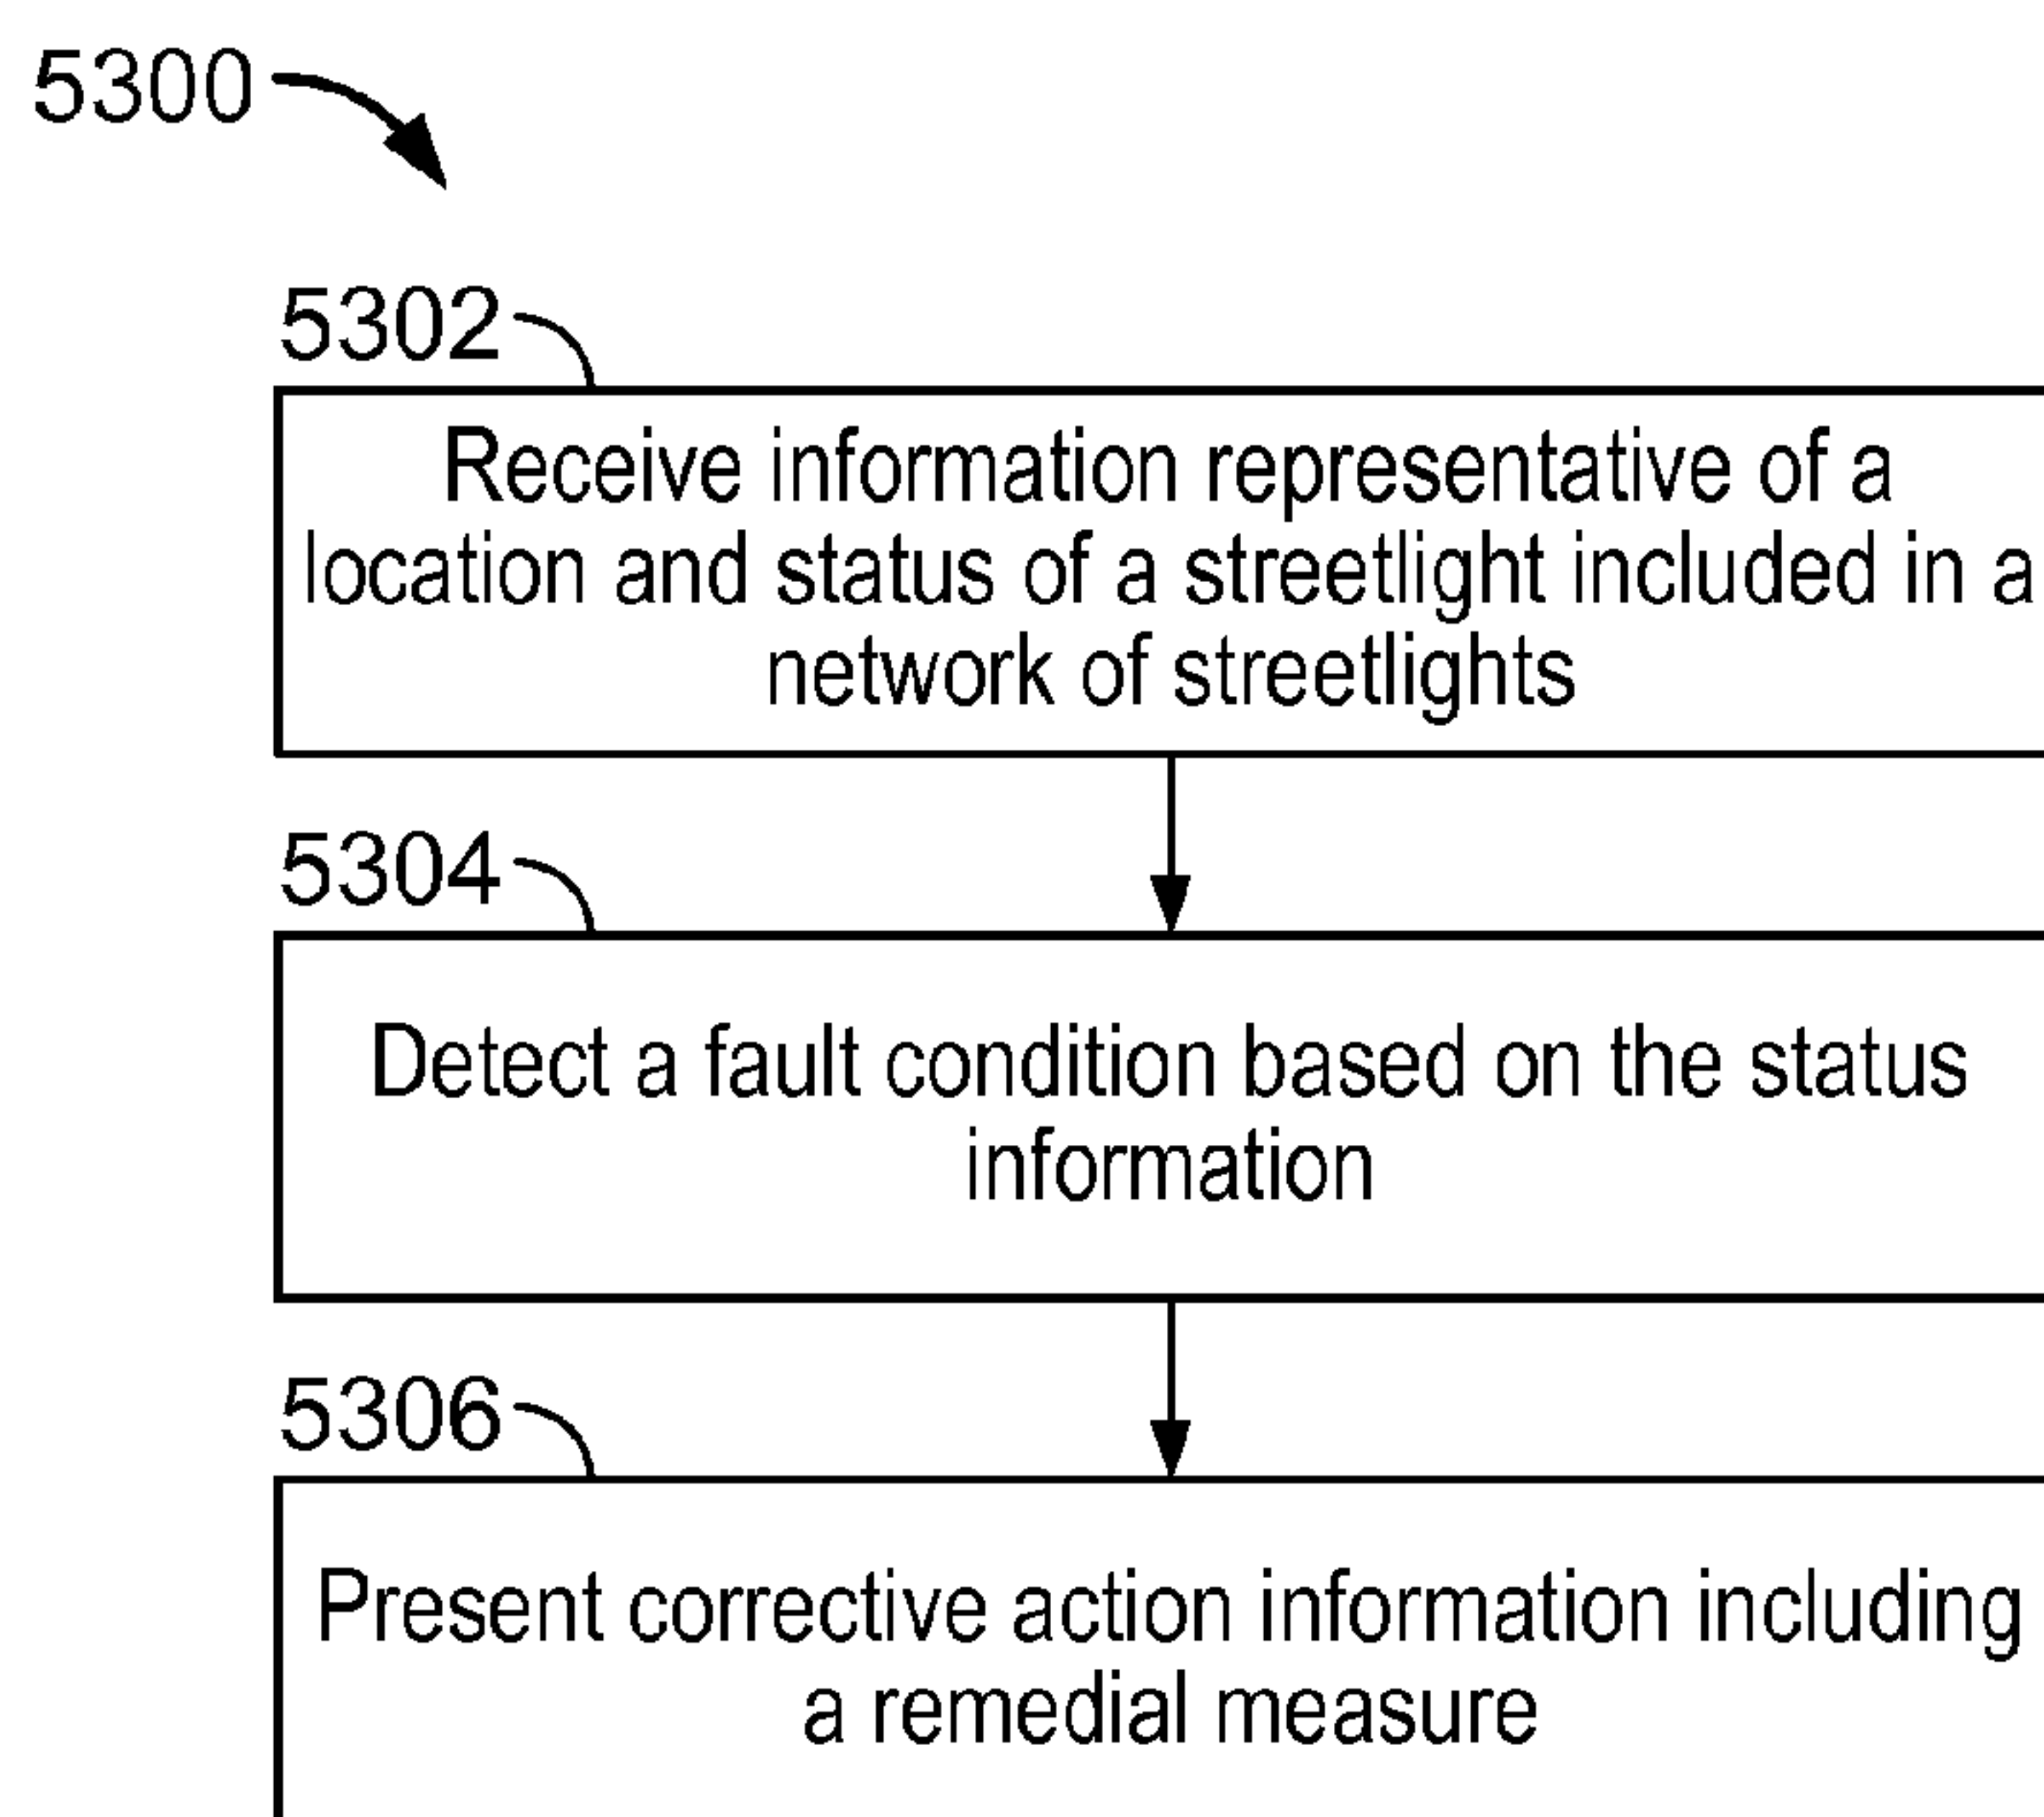 5300
5302
Receive information representative of a
location and status of a streetlight included in a
network of streetlights
5304
Detect a fault condition based on the status
information
5306
Present corrective action information including
a remedial measure